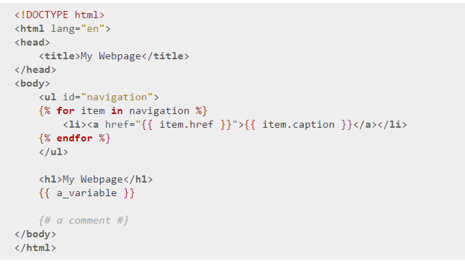 <!DOCTYPE html>
<html lang="en">
<head>
    <title>My Webpage</title>
</head>
<body>
    <ul id="navigation">
    {% for item in navigation %}
        <li><a href="{{ item.href }}">{{ item.caption }}</a></li>
    {% endfor %}
    </ul>

    <h1>My Webpage</h1>
    {{ a_variable }}

    {# a comment #}
</body>
</html>